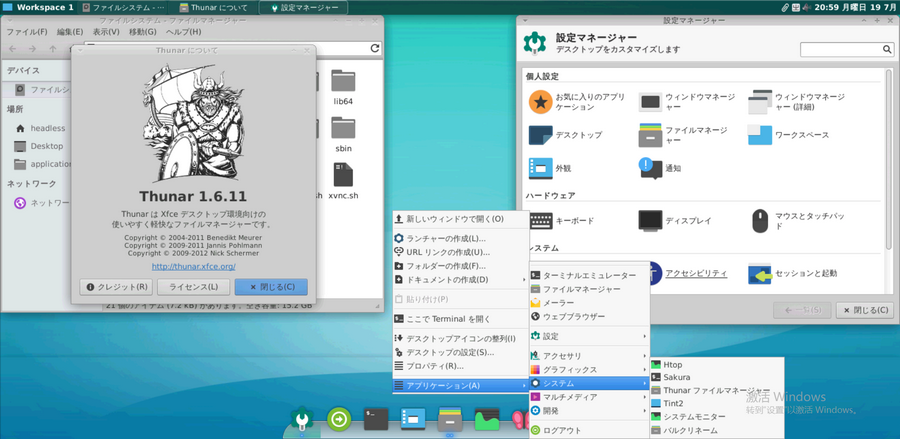 Workspace 1
ファイルシステム - ···
Thunar について
設定マネージャー
20:59 月曜日 19 7月
ファイルシステム - ファイルマネージャー
ファイル(F) 編集(E) 表示(V) 移動(G) ヘルプ(H)
デバイス
ファイルシ
場所
headless
Desktop
application
ネットワーク
ネットワー
lib64
sbin
xvnc.sh
Thunar について
Thunar 1.6.11
Thunar は Xfce デスクトップ環境向けの
使いやすく軽快なファイルマネージャーです。
Copyright © 2004-2011 Benedikt Meurer
Copyright © 2009-2011 Jannis Pohlmann
Copyright © 2009-2012 Nick Schermer
http://thunar.xfce.org/
クレジット(R)
ライセンス(L)
閉じる(C)
設定マネージャー
設定マネージャー
デスクトップをカスタマイズします
個人設定
お気に入りのアプリ
ケーション
ウィンドウマネージ
ャー
ウィンドウマネージ
ャー (詳細)
デスクトップ
ファイルマネージ
ャー
ワークスペース
外観
通知
ハードウェア
キーボード
ディスプレイ
マウスとタッチパッ
ド
システム
アクセシビリティ
セッションと起動
閉じる(C)
新しいウィンドウで開く(O)
ランチャーの作成(L)...
URL リンクの作成(U)...
フォルダーの作成(F)...
ドキュメントの作成(D)
貼り付け(P)
ここで Terminal を開く
デスクトップアイコンの整列(I)
デスクトップの設定(S)...
プロパティ(R)...
アプリケーション(A)
ターミナルエミュレーター
ファイルマネージャー
メーラー
ウェブブラウザー
設定
アクセサリ
グラフィックス
システム
マルチメディア
開発
ログアウト
Htop
Sakura
Thunar ファイルマネージャー
Tint2
システムモニター
バルクリネーム
激活 Windows
转到"设置"以激活 Windows。